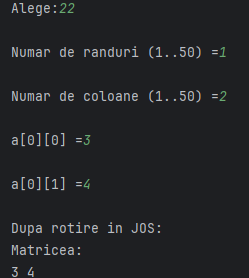 Alege:22
Numar de randuri (1..50) =1
Numar de coloane (1..50) =2
a[0][0] =3
a[0][1] =4
Dupa rotire in JOS:
Matricea:
3 4